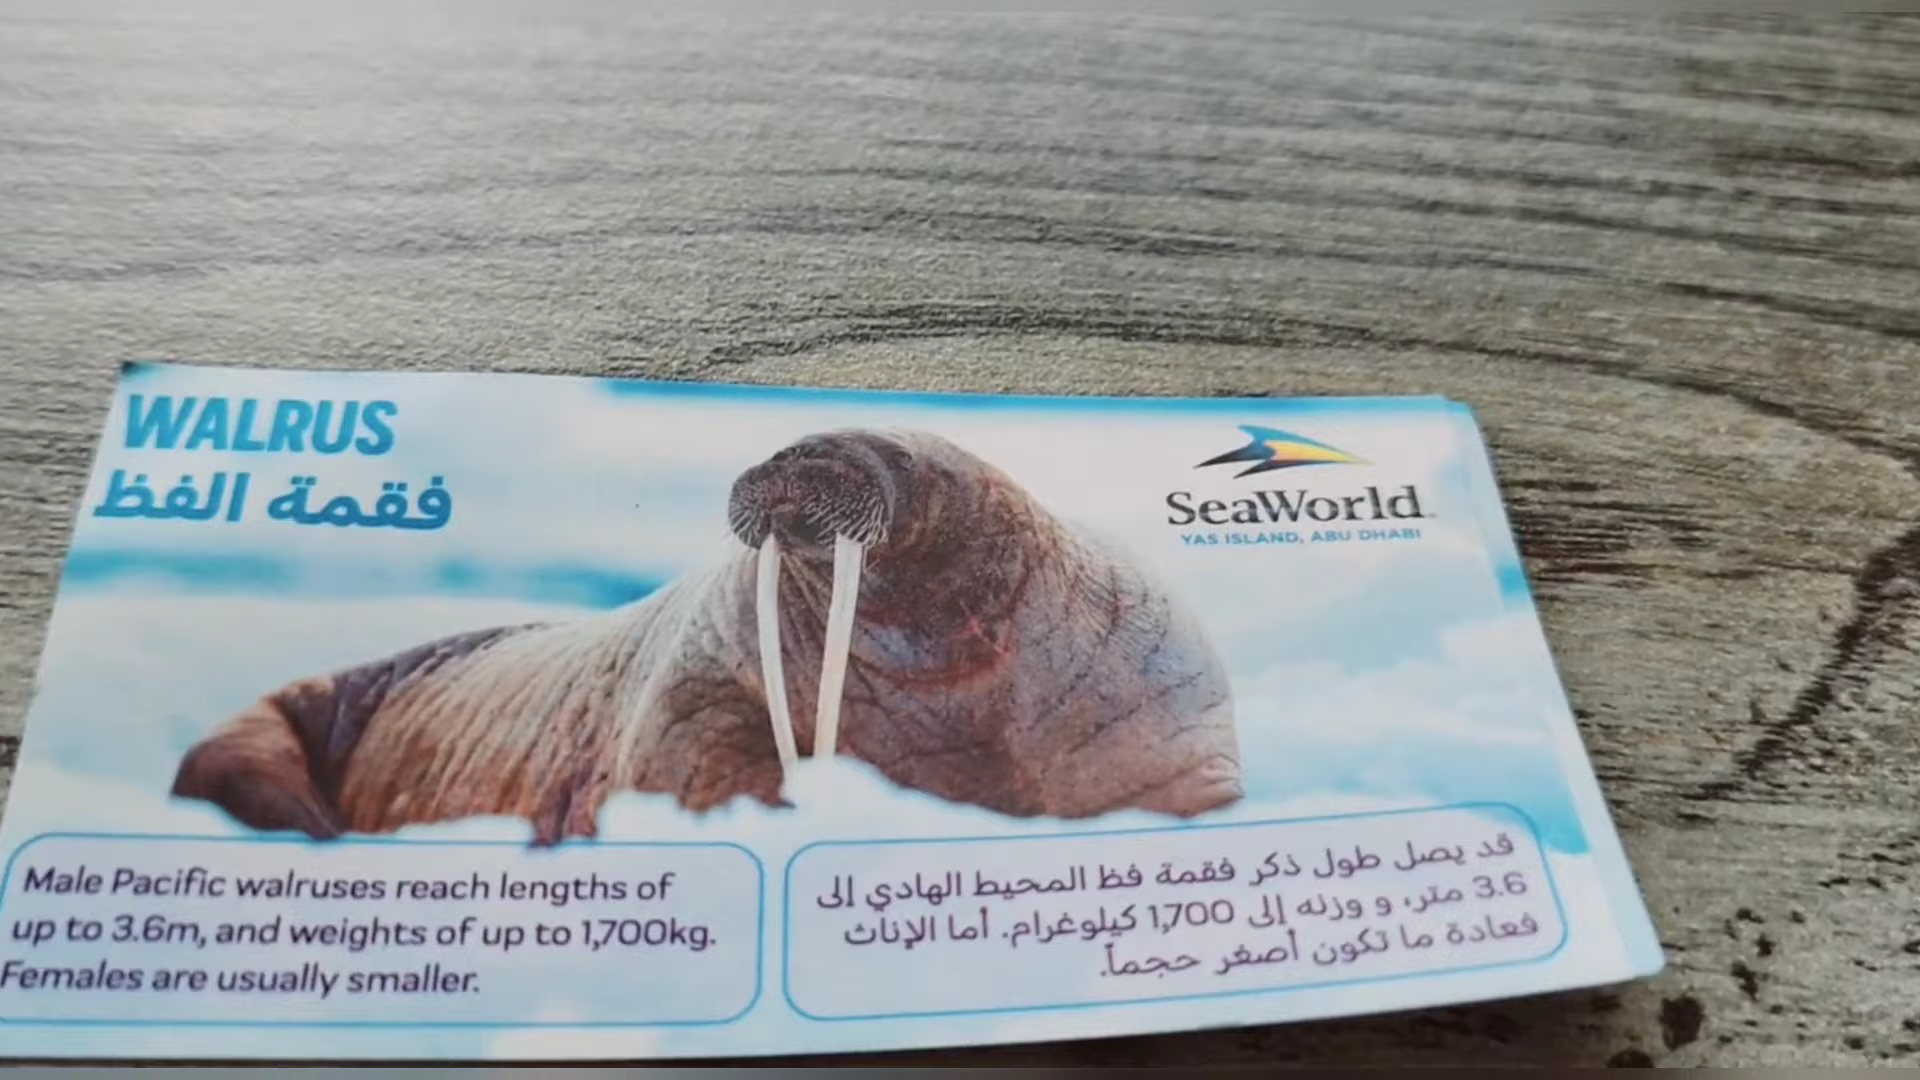 WALRUS
فقمة الفظ
SeaWorld
YAS ISLAND, ABU DHABI
Male Pacific walruses reach lengths of
up to 3.6m, and weights of up to 1,700kg.
Females are usually smaller.
قد يصل طول ذكر فقمة فظ المحيط الهادي إلى
3.6 متر، و وزنه إلى 1,700 كيلوغرام. أما الإناث
فعادة ما تكون أصغر حجماً.